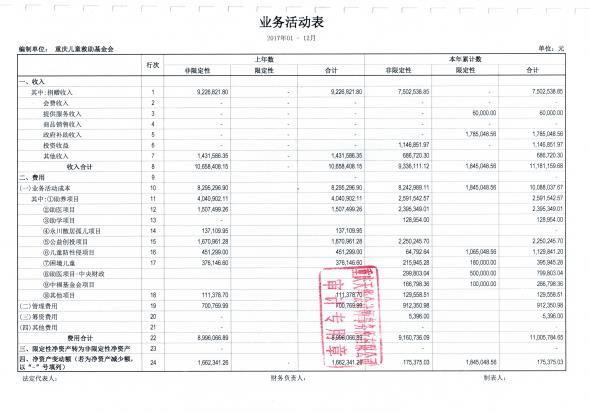 业务活动表
2017年01 - 12月
编制单位： 重庆儿童救助基金会 单位：元
行次 上年数 本年累计数
非限定性 限定性 合计 非限定性 限定性 合计
一、收入
其中:捐赠收入 1 9,226,821.80 - 9,226,821.80 7,502,538.85 - 7,502,538.85
会费收入 2 - - - - - -
提供服务收入 3 - - - - 60,000.00 60,000.00
商品销售收入 4 - - - - - -
政府补助收入 5 - - - - 1,785,048.56 1,785,048.56
投资收益 6 - - - 1,146,851.97 - 1,146,851.97
其他收入 7 1,431,586.35 - 1,431,586.35 686,720.30 - 686,720.30
收入合计 8 10,658,408.15 - 10,658,408.15 9,336,111.12 1,845,048.56 11,181,159.68
二、费用 9
(一)业务活动成本 10 8,295,296.90 - 8,295,296.90 8,242,989.11 1,845,048.56 10,088,037.67
其中:①助养项目 11 4,040,902.11 - 4,040,902.11 2,591,542.57 - 2,591,542.57
②助医项目 12 1,507,499.26 - 1,507,499.26 2,395,349.01 - 2,395,349.01
③助学项目 13 - - - 128,954.00 - 128,954.00
④永川散居孤儿项目 14 137,109.95 - 137,109.95 - - -
⑤公益创投项目 15 1,670,961.28 - 1,670,961.28 2,250,245.70 - 2,250,245.70
⑥儿童防性侵项目 16 451,299.00 - 451,299.00 64,792.64 1,065,048.56 1,129,841.20
⑦困境儿童 17 376,146.60 - 376,146.60 215,945.28 180,000.00 395,945.28
⑧助医项目-中央财政 299,803.04 500,000.00 799,803.04
⑨中福基金会项目 166,798.36 100,000.00 266,798.36
⑩其他项目 18 111,378.70 - 111,378.70 129,558.51 129,558.51
(二)管理费用 19 700,769.99 - 700,769.99 912,350.98 - 912,350.98
(三)筹资费用 20 - - - 5,396.00 - 5,396.00
(四)其他费用 21
费用合计 22 8,996,066.89 - 8,996,066.89 9,160,736.09 - 11,005,784.65
三、限定性净资产转为非限定性净资产 23
四、净资产变动额（若为净资产减少额,
以“-”号填列） 24 1,662,341.26 - 1,662,341.26 175,375.03 1,845,048.56 175,375.03
审计专用章
法定代表人: 财务负责人: 制表人: